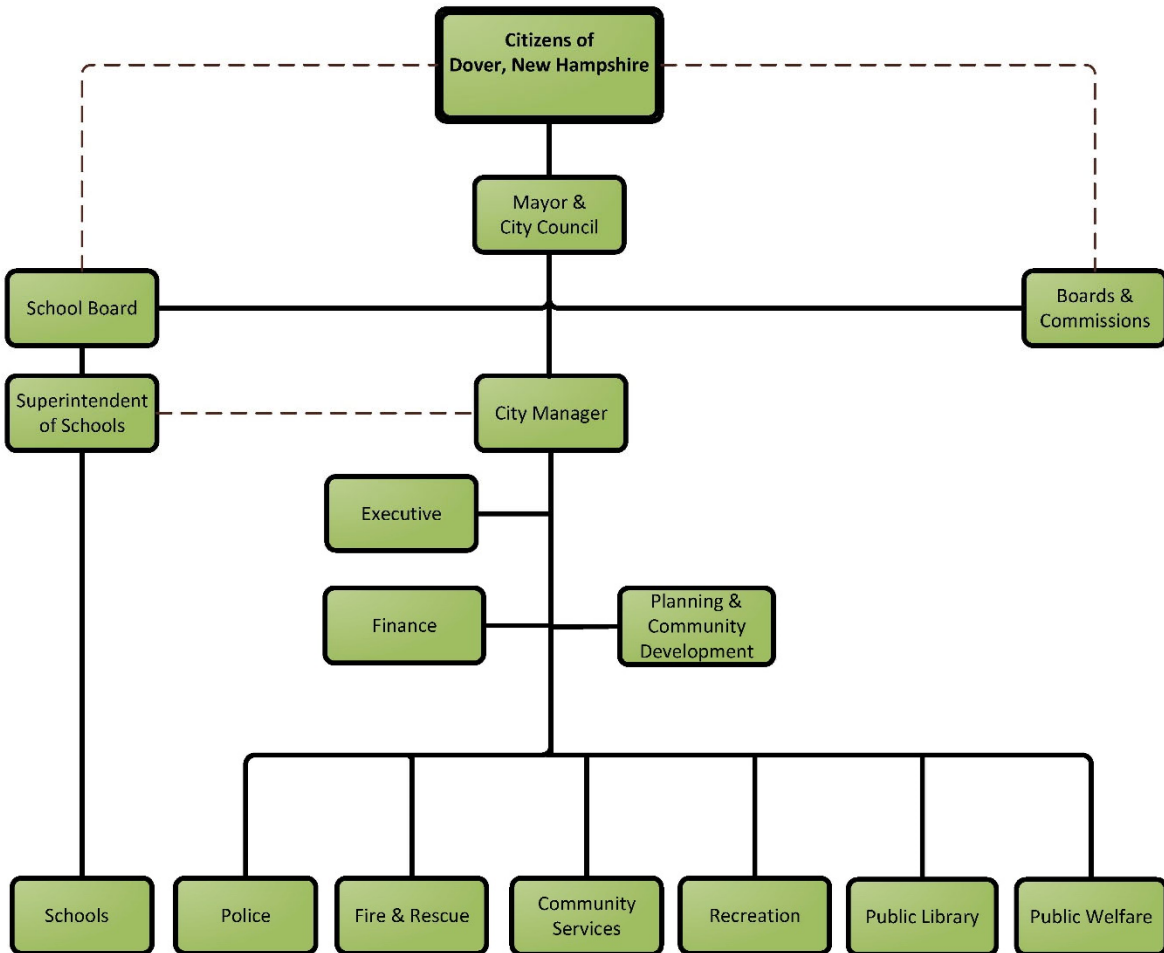 Citizens of
Dover, New Hampshire
Mayor &
City Council
School Board
Boards &
Commissions
Superintendent
of Schools
City Manager
Executive
Finance
Planning &
Community
Development
Schools
Police
Fire & Rescue
Community
Services
Recreation
Public Library
Public Welfare